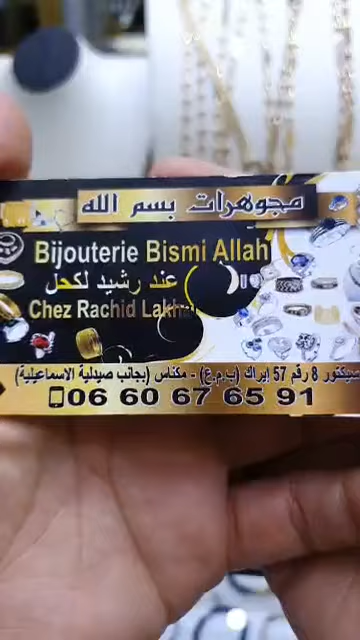 مجوهرات بسم الله
Bijouterie Bismi Allah
عند رشيد لكحل
Chez Rachid
سيكتور 8 رقم 57 إيراك (ب.م.ع) - مكناس (بجانب صيدلية الاسماعيلية)
06 60 67 65 91